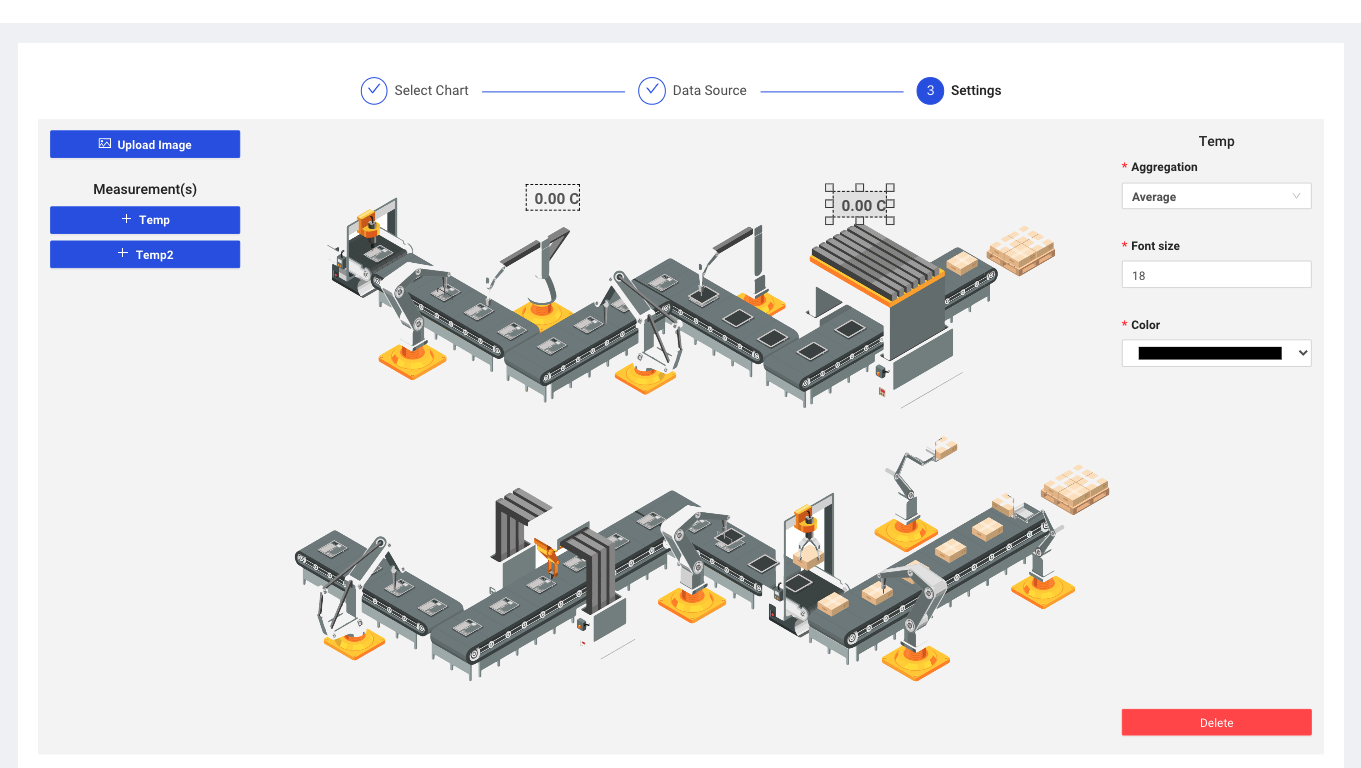 Select Chart
Data Source
3 Settings
Upload Image
Measurement(s)
+ Temp
+ Temp2
0.00 C
0.00 C
Temp
* Aggregation
Average
* Font size
18
* Color
Delete